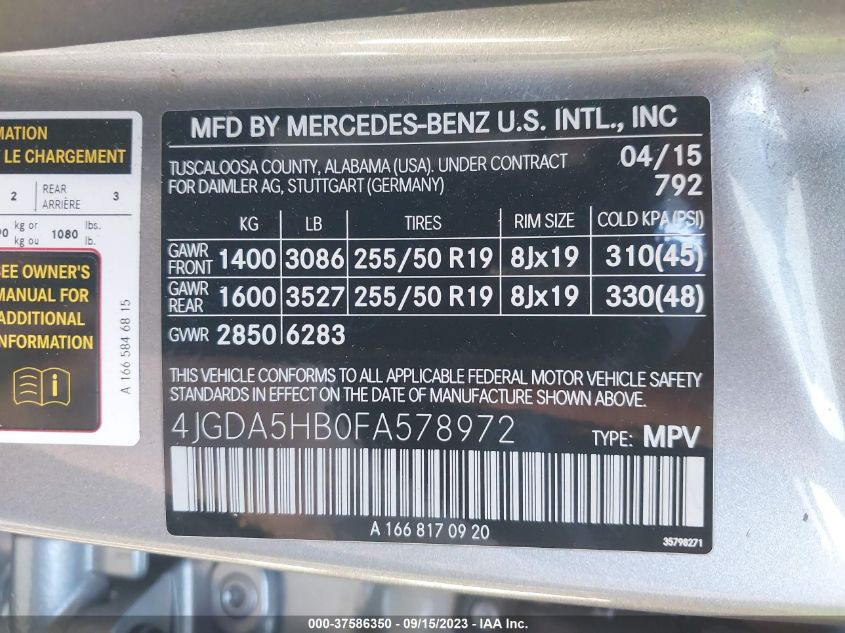 MATION
LE CHARGEMENT
2 REAR ARRIÈRE 3
kg or kg ou 1080 lbs. lb.
SEE OWNER'S
MANUAL FOR
ADDITIONAL
INFORMATION
A 166 584 68 15
MFD BY MERCEDES-BENZ U.S. INTL., INC
TUSCALOOSA COUNTY, ALABAMA (USA). UNDER CONTRACT 04/15
FOR DAIMLER AG, STUTTGART (GERMANY) 792
KG LB TIRES RIM SIZE COLD KPA(PSI)
GAWR FRONT 1400 3086 255/50 R19 8Jx19 310(45)
GAWR REAR 1600 3527 255/50 R19 8Jx19 330(48)
GVWR 2850 6283
THIS VEHICLE CONFORMS TO ALL APPLICABLE FEDERAL MOTOR VEHICLE SAFETY
STANDARDS IN EFFECT ON THE DATE OF MANUFACTURE SHOWN ABOVE.
4JGDA5HB0FA578972 TYPE: MPV
A 166 817 09 20
35798271
000-37586350 - 09/15/2023 - © IAA Inc.